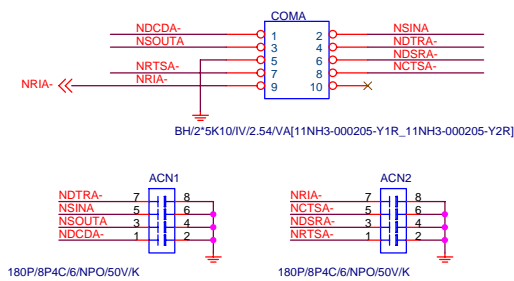 COMA
NDCDA- 1 2 NSINA
NSOUTA 3 4 NDTRA-
5 6 NDSRA-
NRTSA- 7 8 NCTSA-
NRIA- NRIA- 9 10
BH/2*5K10/IV/2.54/VA[11NH3-000205-Y1R_11NH3-000205-Y2R]
ACN1 ACN2
NDTRA- 7 8 NRIA- 7 8
NSINA 5 6 NCTSA- 5 6
NSOUTA 3 4 NDSRA- 3 4
NDCDA- 1 2 NRTSA- 1 2
180P/8P4C/6/NPO/50V/K 180P/8P4C/6/NPO/50V/K